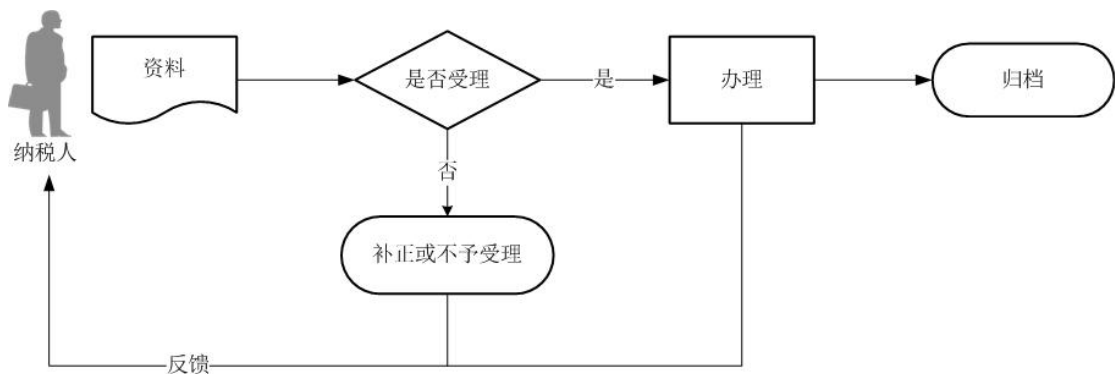 资料
是否受理
是
办理
归档
纳税人
否
补正或不予受理
反馈